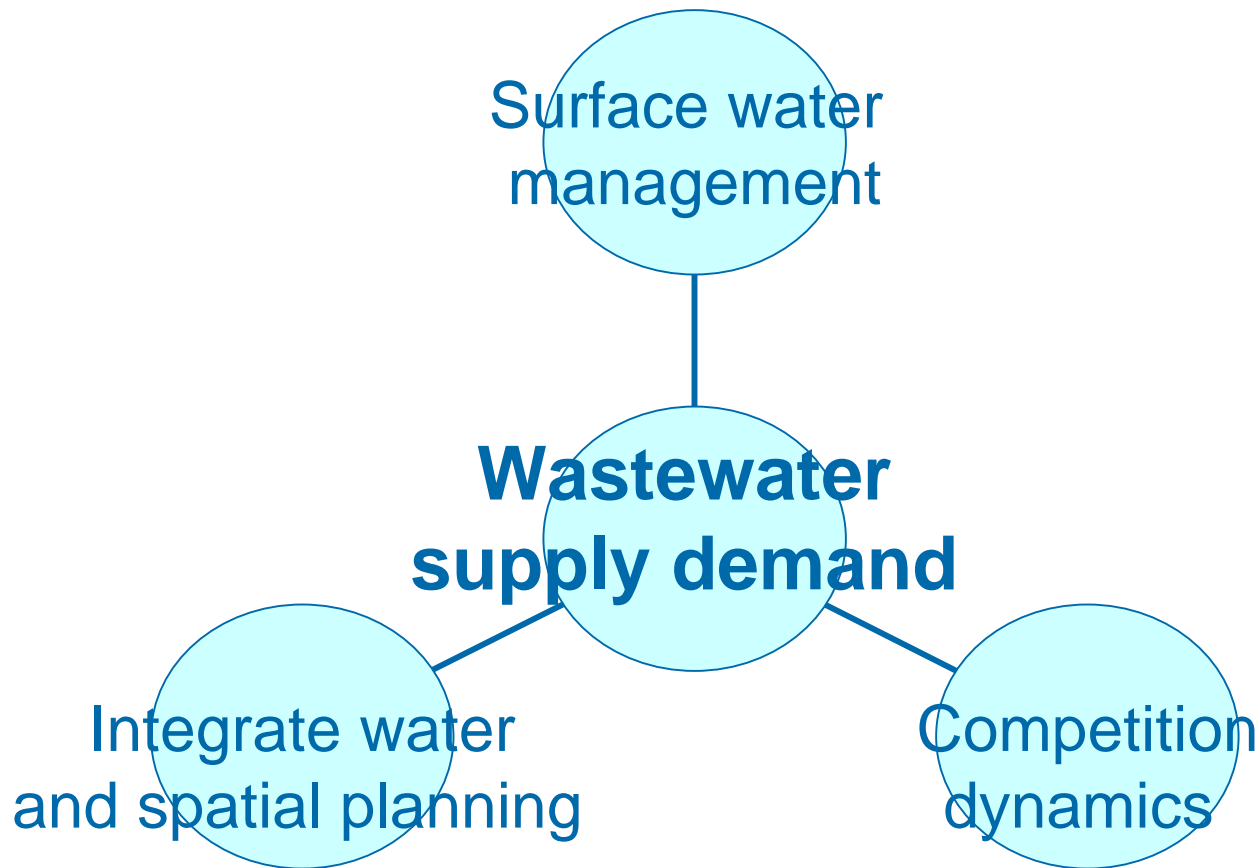 Surface water
management
Wastewater
supply demand
Integrate water
and spatial planning
Competition
dynamics